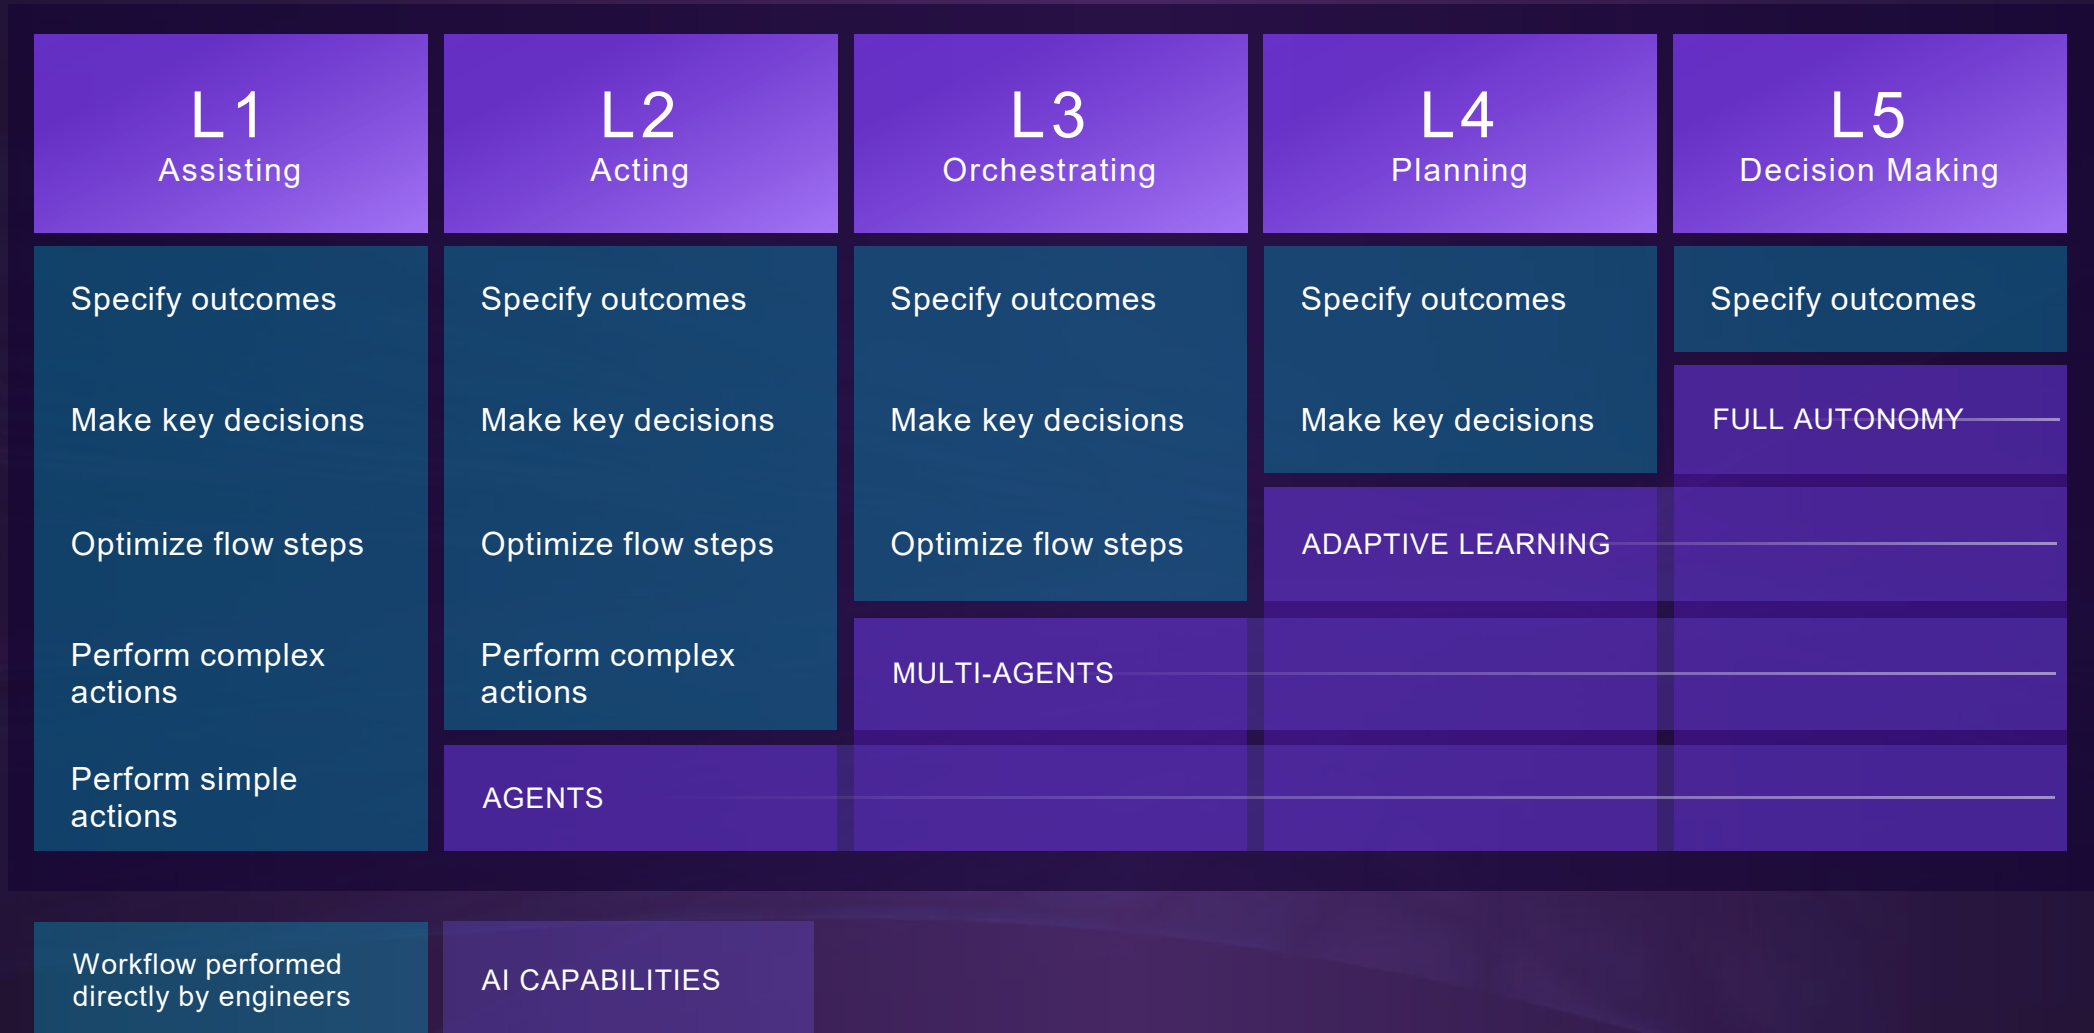 L1
Assisting
L2
Acting
L3
Orchestrating
L4
Planning
L5
Decision Making
Specify outcomes
Specify outcomes
Specify outcomes
Specify outcomes
Specify outcomes
Make key decisions
Make key decisions
Make key decisions
Make key decisions
FULL AUTONOMY
Optimize flow steps
Optimize flow steps
Optimize flow steps
ADAPTIVE LEARNING
Perform complex
actions
Perform complex
actions
MULTI-AGENTS
Perform simple
actions
AGENTS
Workflow performed
directly by engineers
AI CAPABILITIES